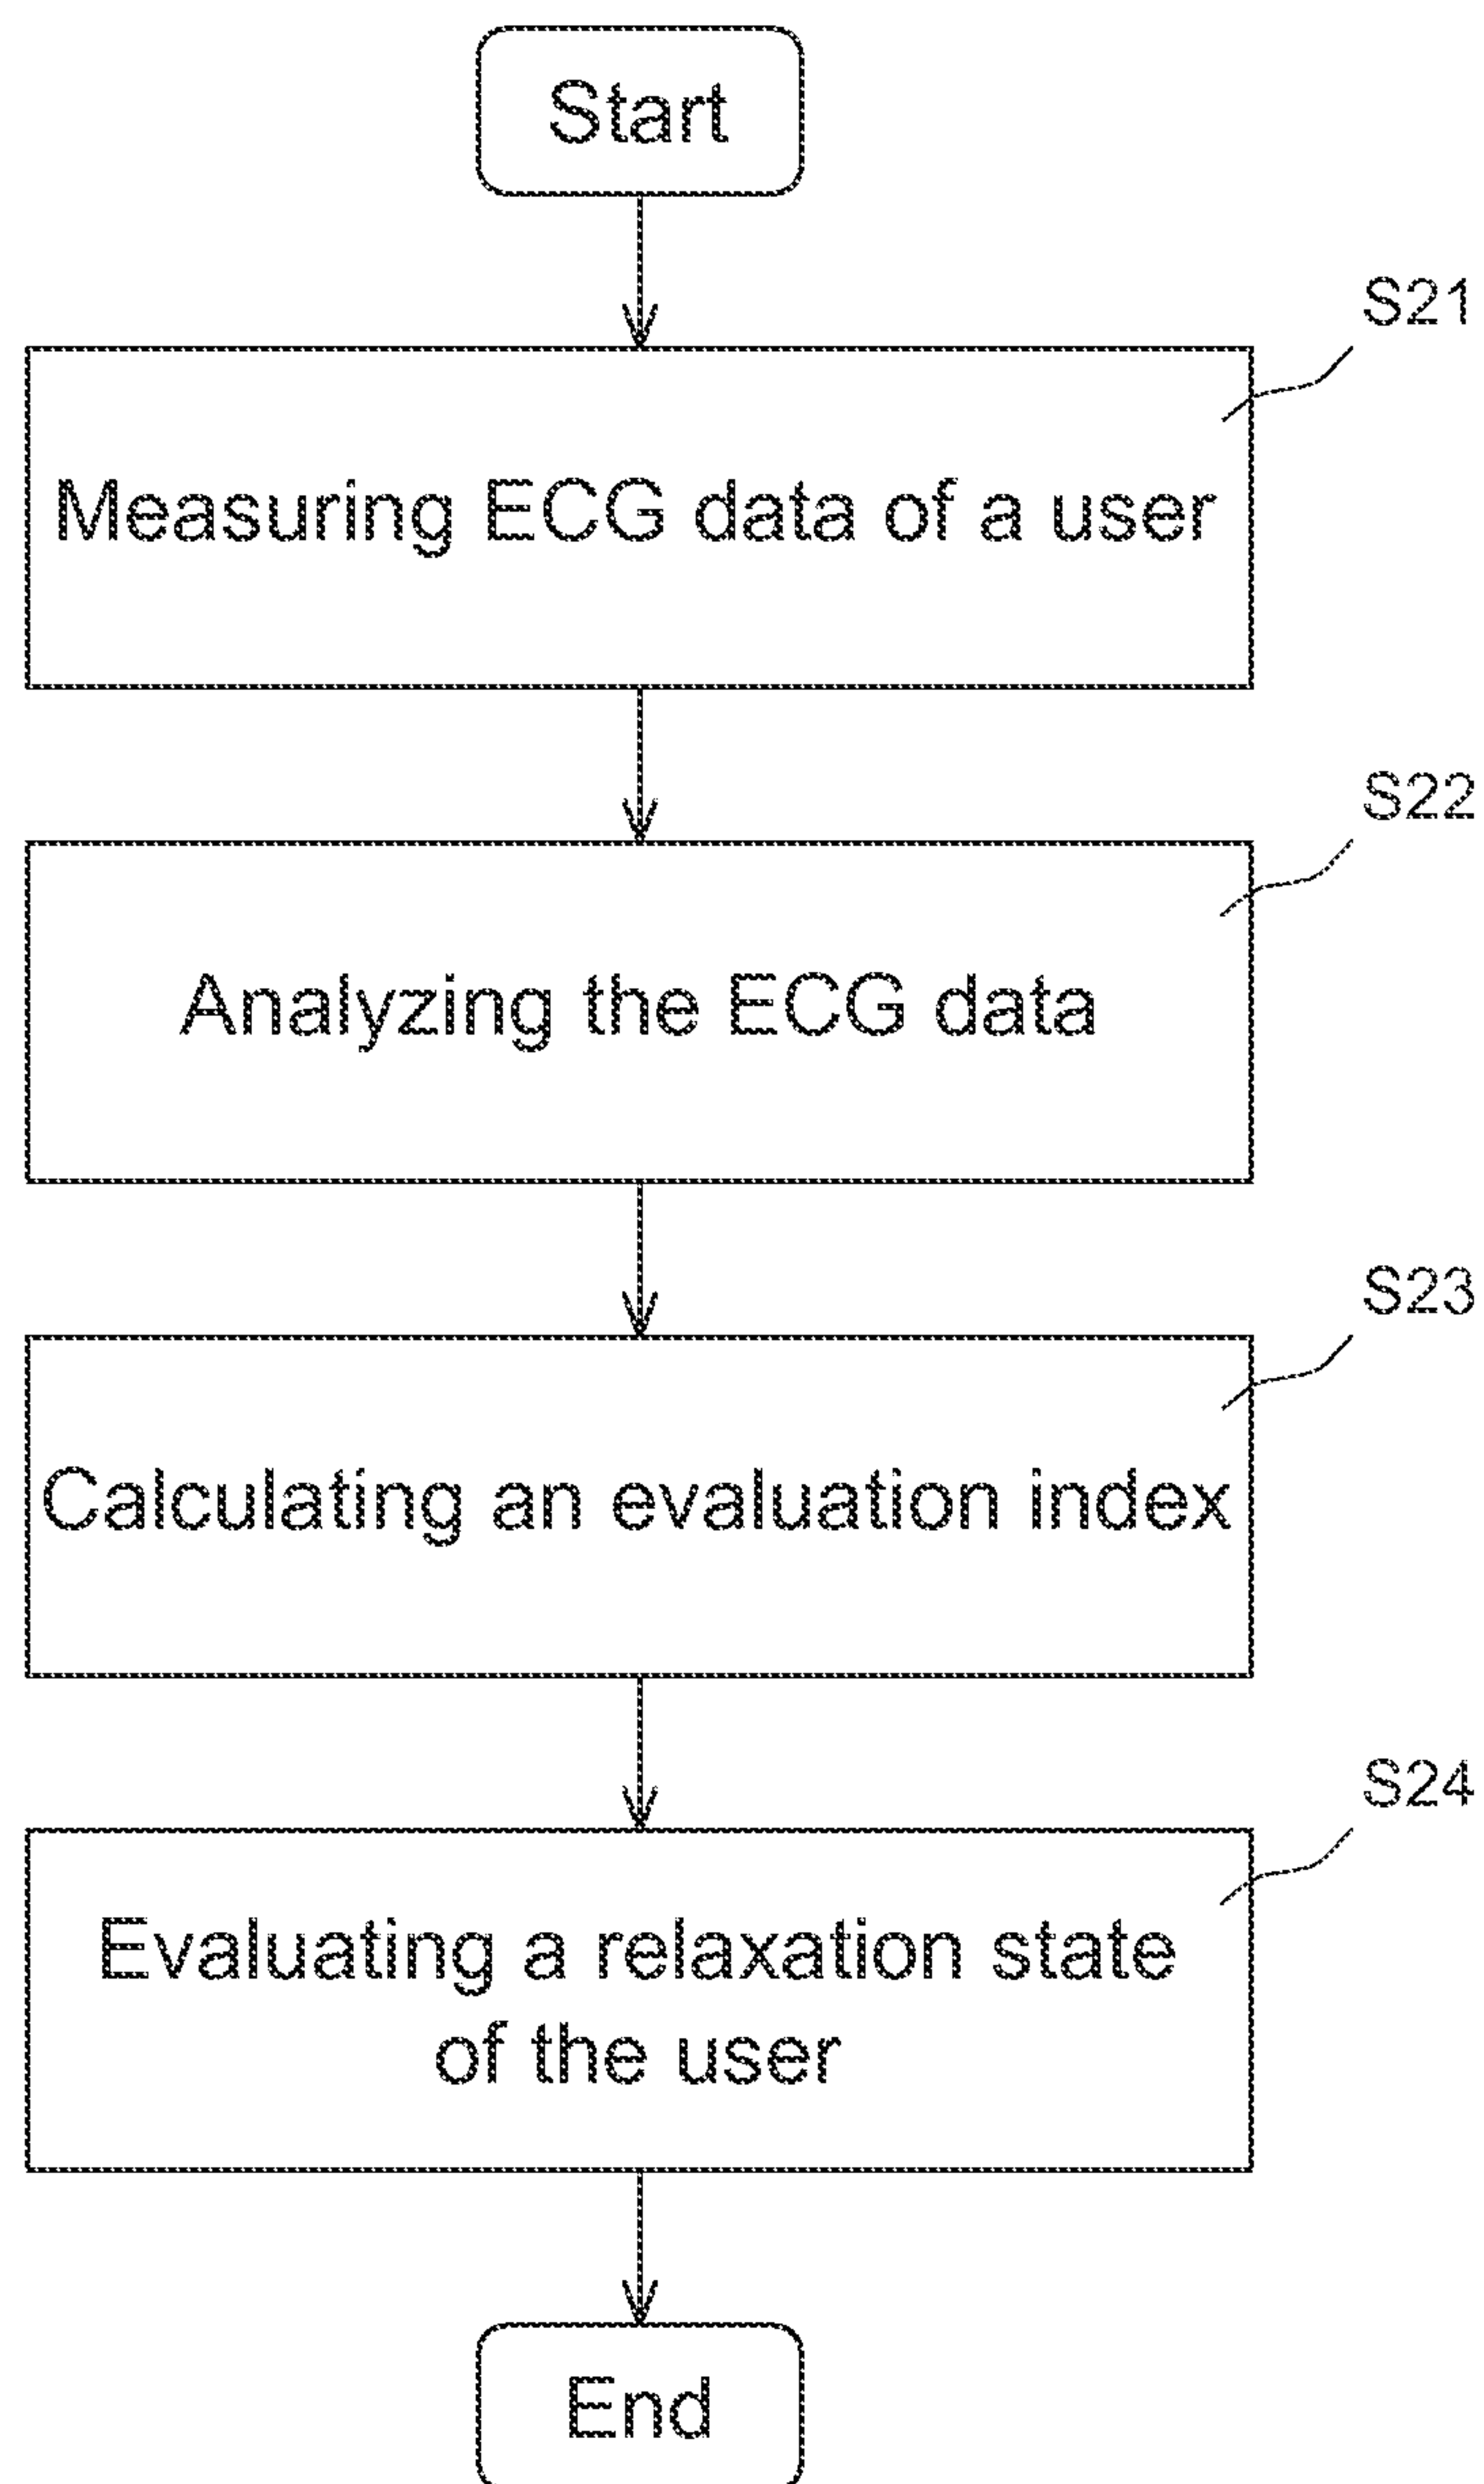 Start
S21
Measuring ECG data of a user
S22
Analyzing the ECG data
S23
Calculating an evaluation index
S24
Evaluating a relaxation state
of the user
End